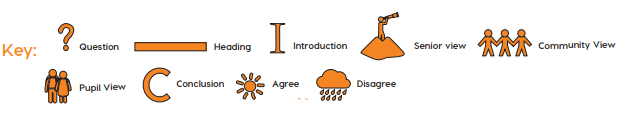 Key: Question Heading Introduction Senior view Community View
Pupil View Conclusion Agree Disagree